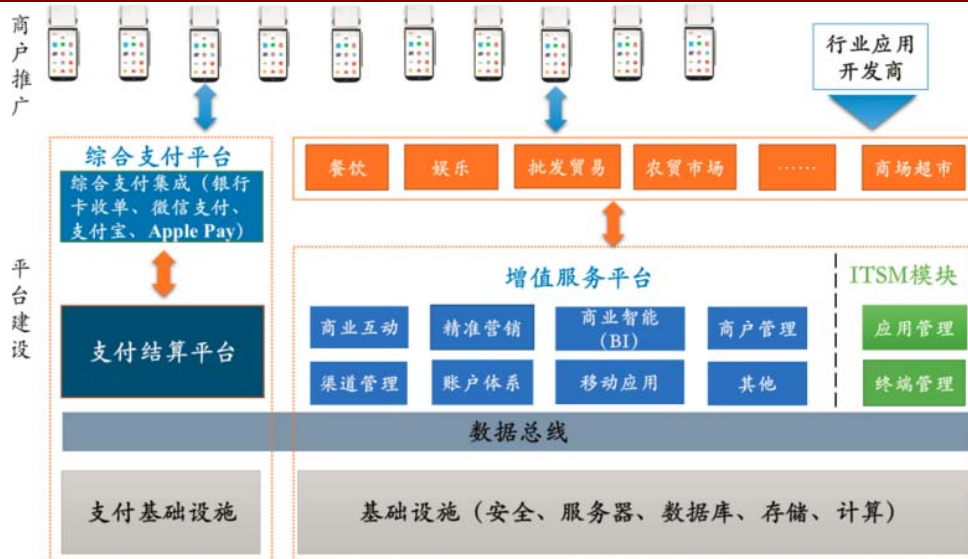 商户推广
行业应用
开发商
综合支付平台
综合支付集成（银行
卡收单、微信支付、
支付宝、Apple Pay）
餐饮
娱乐
批发贸易
农贸市场
……
商场超市
平台建设
支付结算平台
增值服务平台
ITSM模块
商业互动
精准营销
商业智能
（BI）
商户管理
应用管理
渠道管理
账户体系
移动应用
其他
终端管理
数据总线
支付基础设施
基础设施（安全、服务器、数据库、存储、计算）